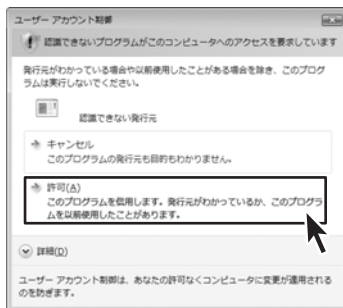 ユーザー アカウント制御
認識できないプログラムがこのコンピュータへのアクセスを要求しています
発行元がわかっている場合や以前使用したことがある場合を除き、このプログ
ラムは実行しないでください。
認識できない発行元
キャンセル
このプログラムの発行元も目的もわかりません。
許可(A)
このプログラムを信用します。発行元がわかっているか、このプログラ
ムを以前使用したことがあります。
詳細(D)
ユーザー アカウント制御は、あなたの許可なくコンピュータに変更が適用される
のを防ぎます。